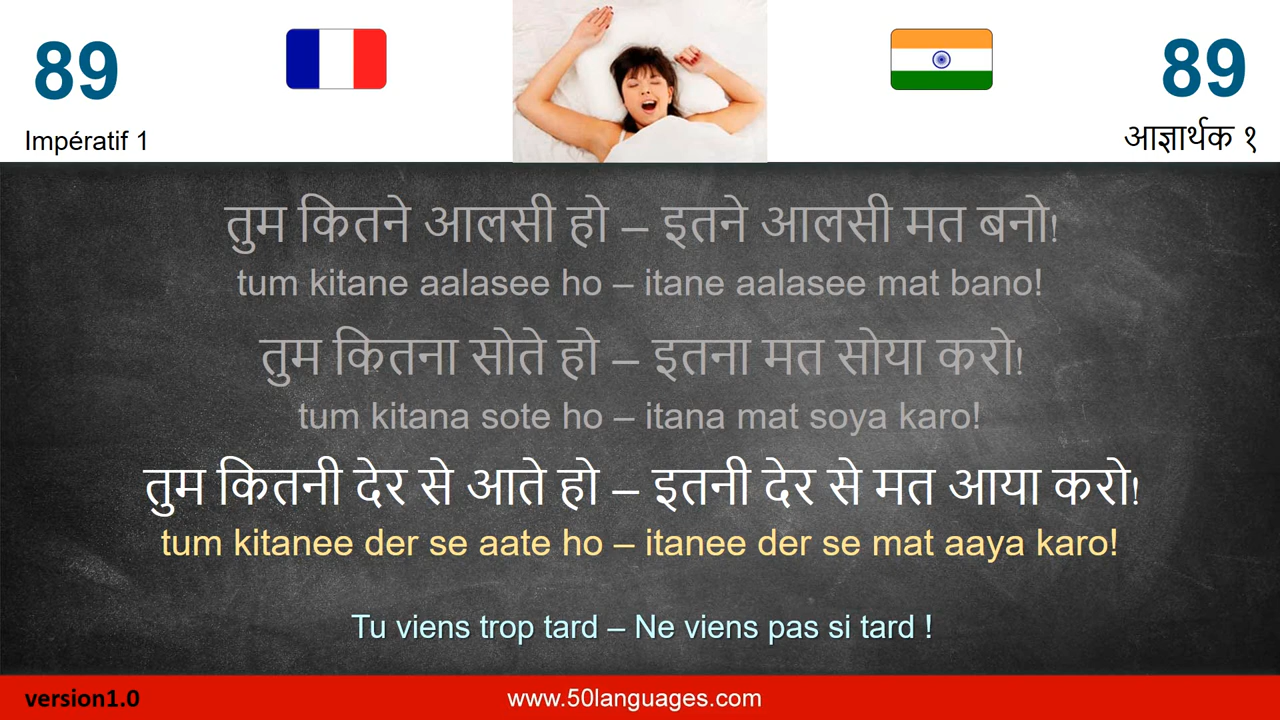 89
89
Impératif 1
आज्ञार्थक १
तुम कितने आलसी हो – इतने आलसी मत बनो!
tum kitane aalasee ho – itane aalasee mat bano!
तुम कितना सोते हो – इतना मत सोया करो!
tum kitana sote ho – itana mat soya karo!
तुम कितनी देर से आते हो – इतनी देर से मत आया करो!
tum kitanee der se aate ho – itanee der se mat aaya karo!
Tu viens trop tard – Ne viens pas si tard !
version1.0
www.50languages.com